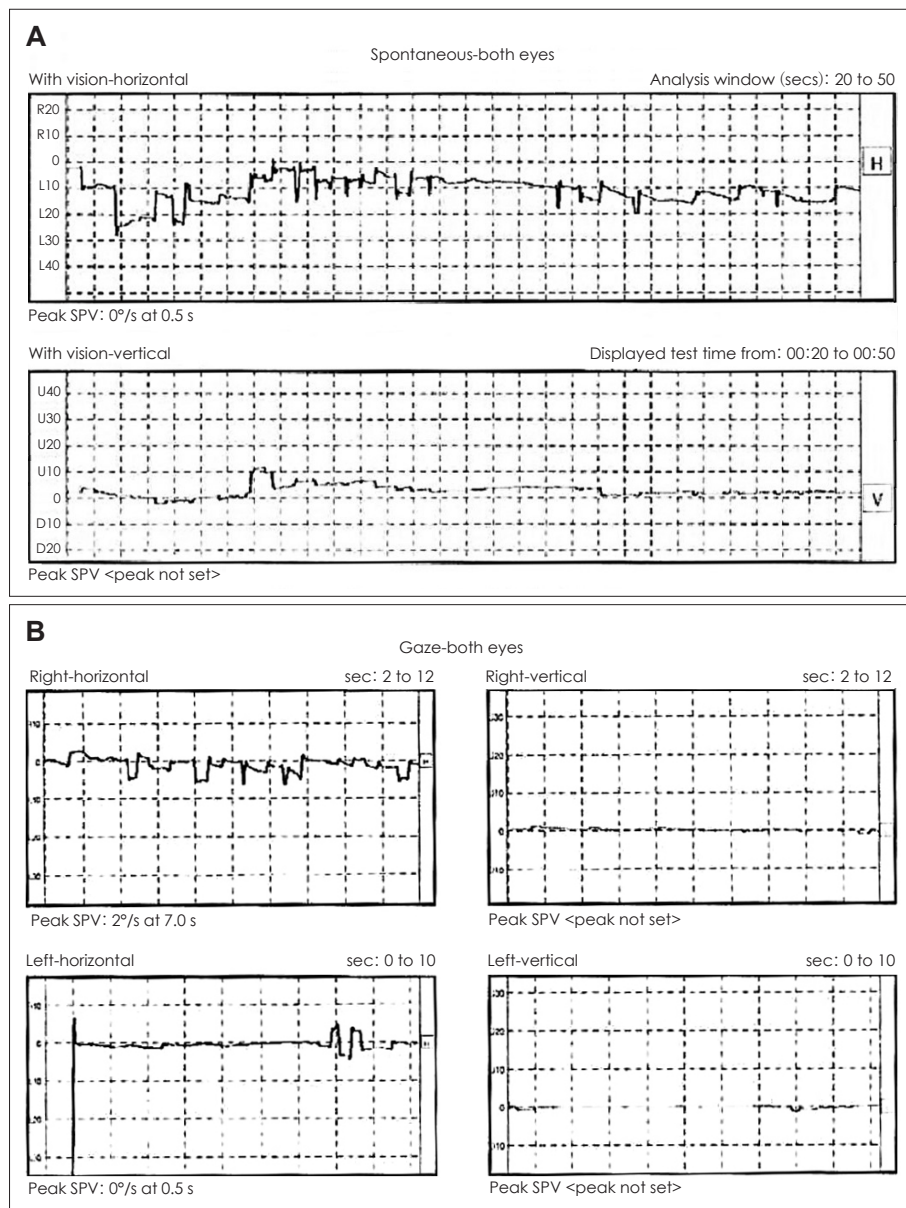 A
Spontaneous-both eyes
With vision-horizontal Analysis window (secs): 20 to 50
R20
R10
0
L10
L20
L30
L40
H
Peak SPV: 0°/s at 0.5 s
With vision-vertical Displayed test time from: 00:20 to 00:50
U40
U30
U20
U10
0
D10
D20
V
Peak SPV <peak not set>
B
Gaze-both eyes
Right-horizontal sec: 2 to 12
Right-vertical sec: 2 to 12
Peak SPV: 2°/s at 7.0 s
Peak SPV <peak not set>
Left-horizontal sec: 0 to 10
Left-vertical sec: 0 to 10
Peak SPV: 0°/s at 0.5 s
Peak SPV <peak not set>